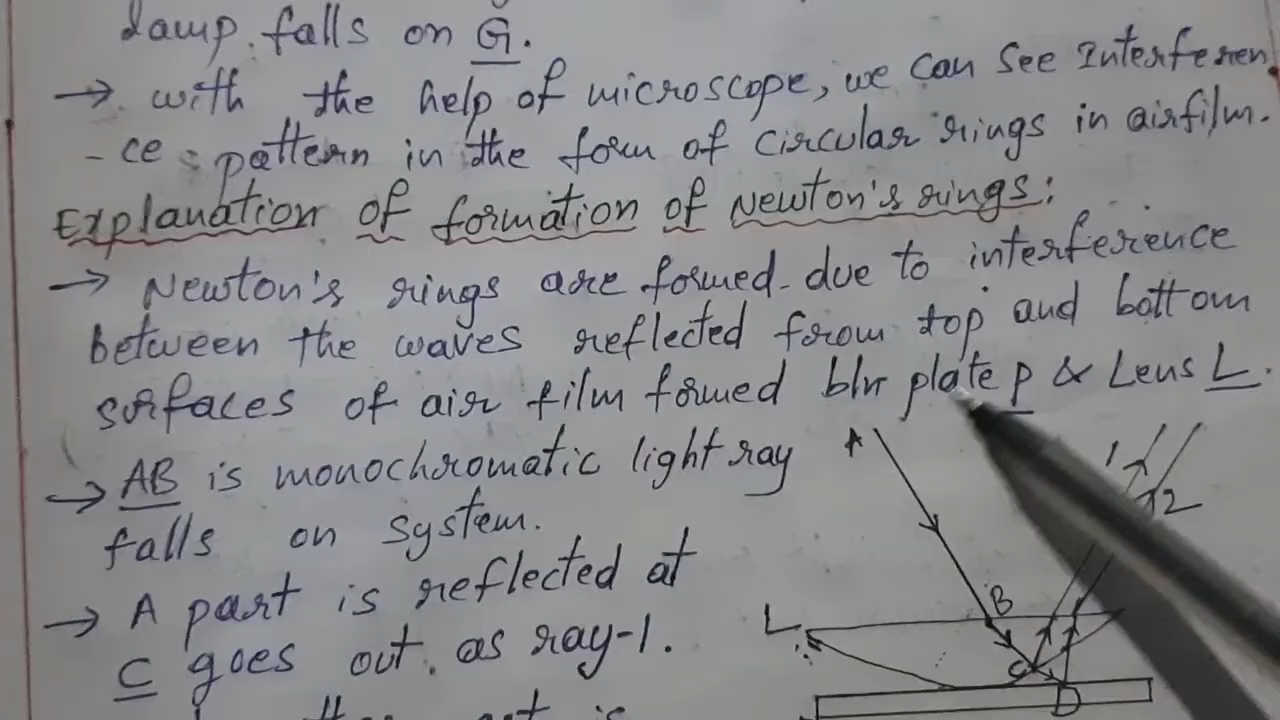 lamp falls on G.
→ with the help of microscope, we can see Interferen
-ce pattern in the form of circular rings in airfilm.
Explanation of formation of Newton's rings:
→ Newton's rings are formed due to interference
between the waves reflected from top and bottom
surfaces of air film formed b/w plate P & Lens L.
→ AB is monochromatic light ray
falls on system.
→ A part is reflected at
C goes out as ray-1.
is
A
1
2
B
L
C
D